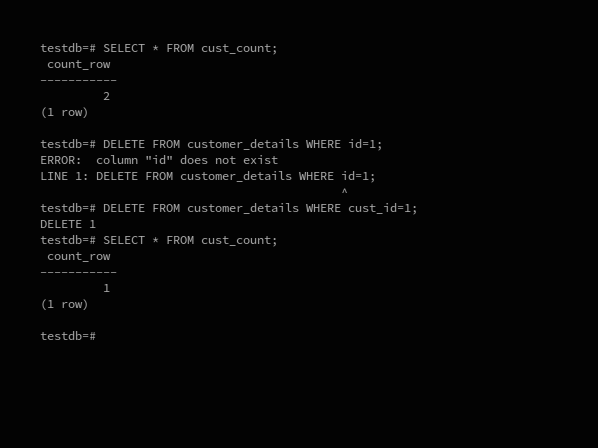 testdb=# SELECT * FROM cust_count;
 count_row
-----------
         2
(1 row)

testdb=# DELETE FROM customer_details WHERE id=1;
ERROR:  column "id" does not exist
LINE 1: DELETE FROM customer_details WHERE id=1;
                                           ^
testdb=# DELETE FROM customer_details WHERE cust_id=1;
DELETE 1
testdb=# SELECT * FROM cust_count;
 count_row
-----------
         1
(1 row)

testdb=#